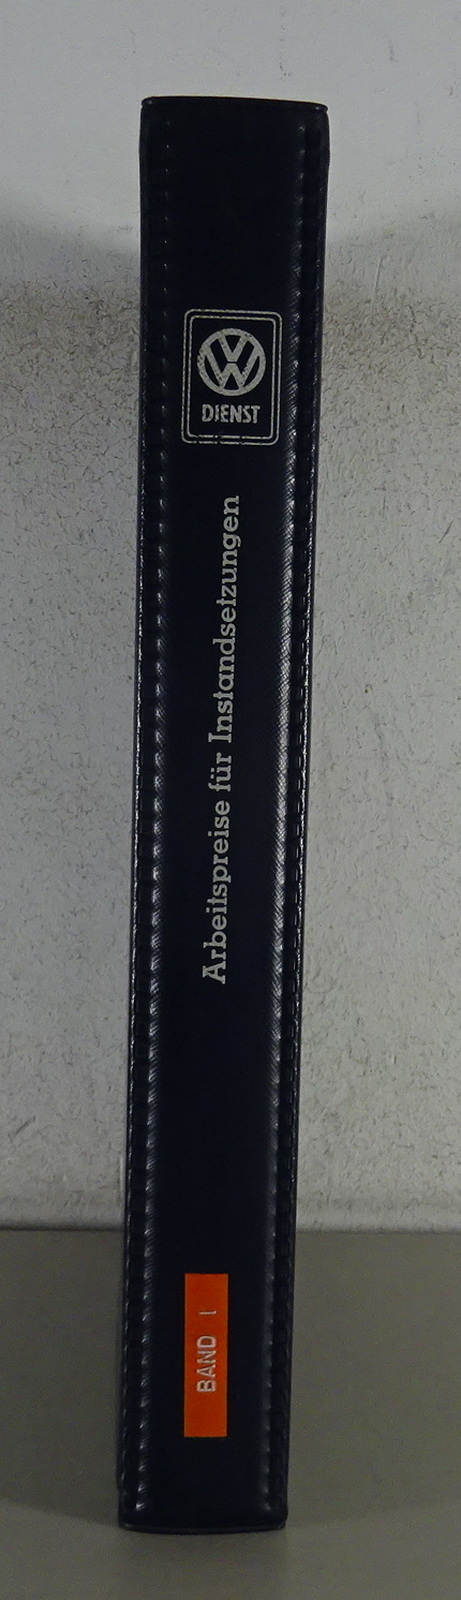 VW
DIENST
Arbeitspreise für Instandsetzungen
BAND I